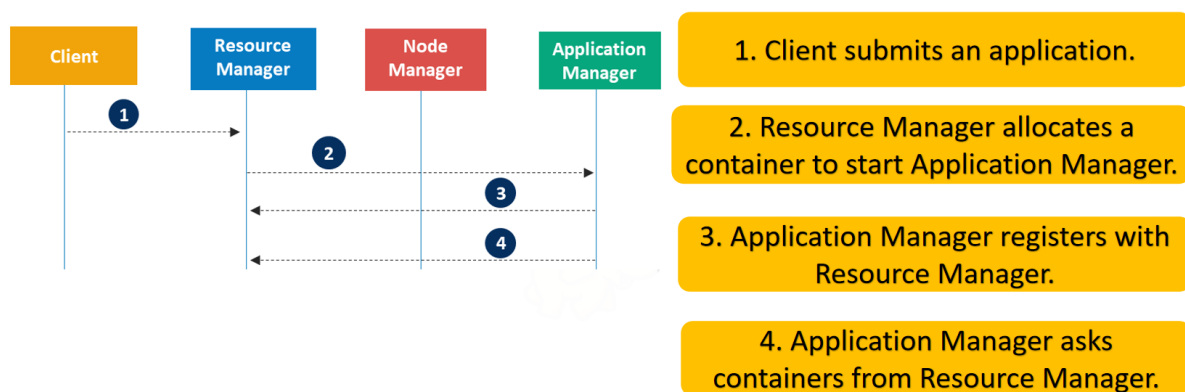 Client
Resource
Manager
Node
Manager
Application
Manager
1
2
3
4
1. Client submits an application.
2. Resource Manager allocates a
container to start Application Manager.
3. Application Manager registers with
Resource Manager.
4. Application Manager asks
containers from Resource Manager.